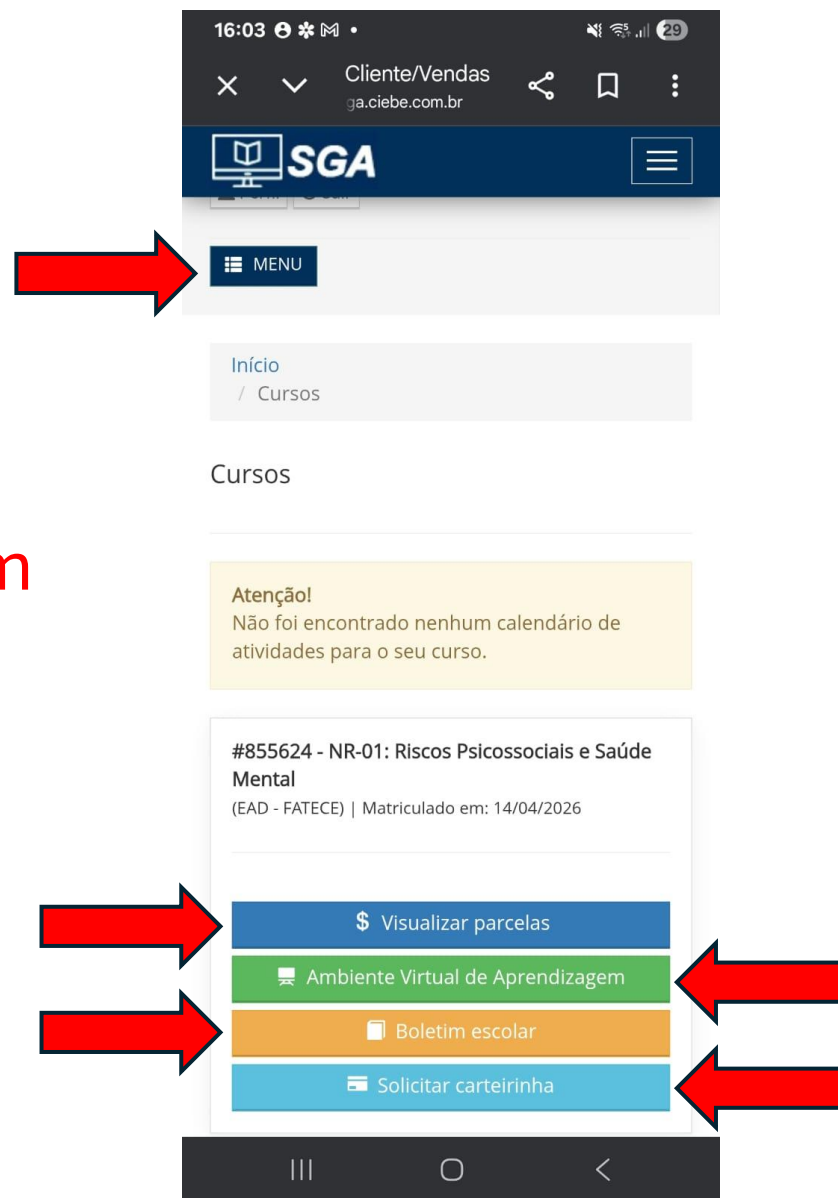 16:03
29
Cliente/Vendas
ga.ciebe.com.br
SGA
MENU
Início
/ Cursos
Cursos
m
Atenção!
Não foi encontrado nenhum calendário de
atividades para o seu curso.
#855624 - NR-01: Riscos Psicossociais e Saúde
Mental
(EAD - FATECE) | Matriculado em: 14/04/2026
$ Visualizar parcelas
Ambiente Virtual de Aprendizagem
Boletim escolar
Solicitar carteirinha